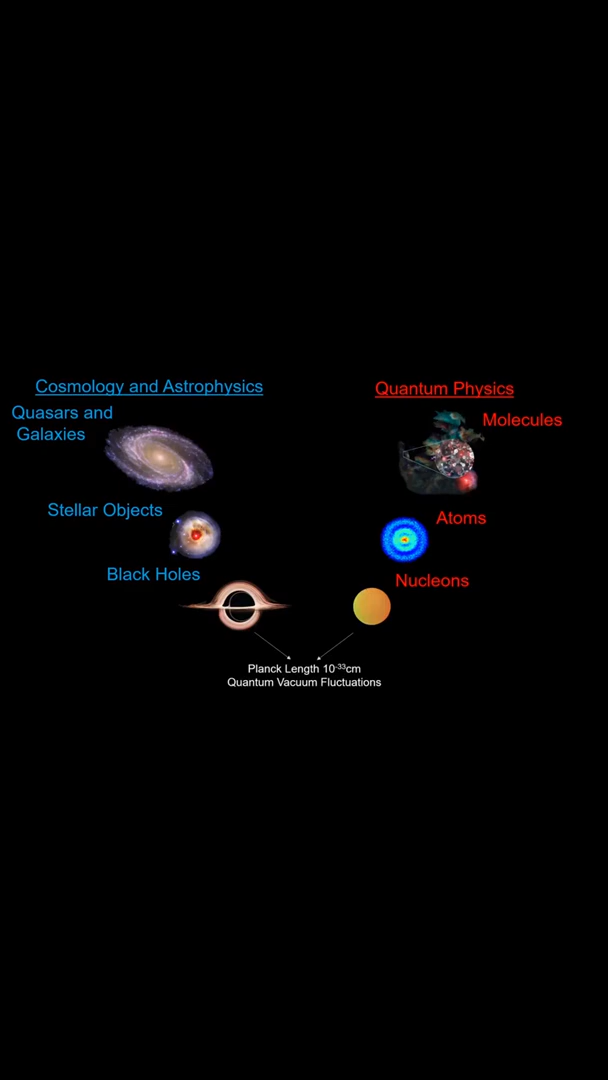 Cosmology and Astrophysics
Quasars and
Galaxies
Stellar Objects
Black Holes
Quantum Physics
Molecules
Atoms
Nucleons
Planck Length 10⁻³³cm
Quantum Vacuum Fluctuations